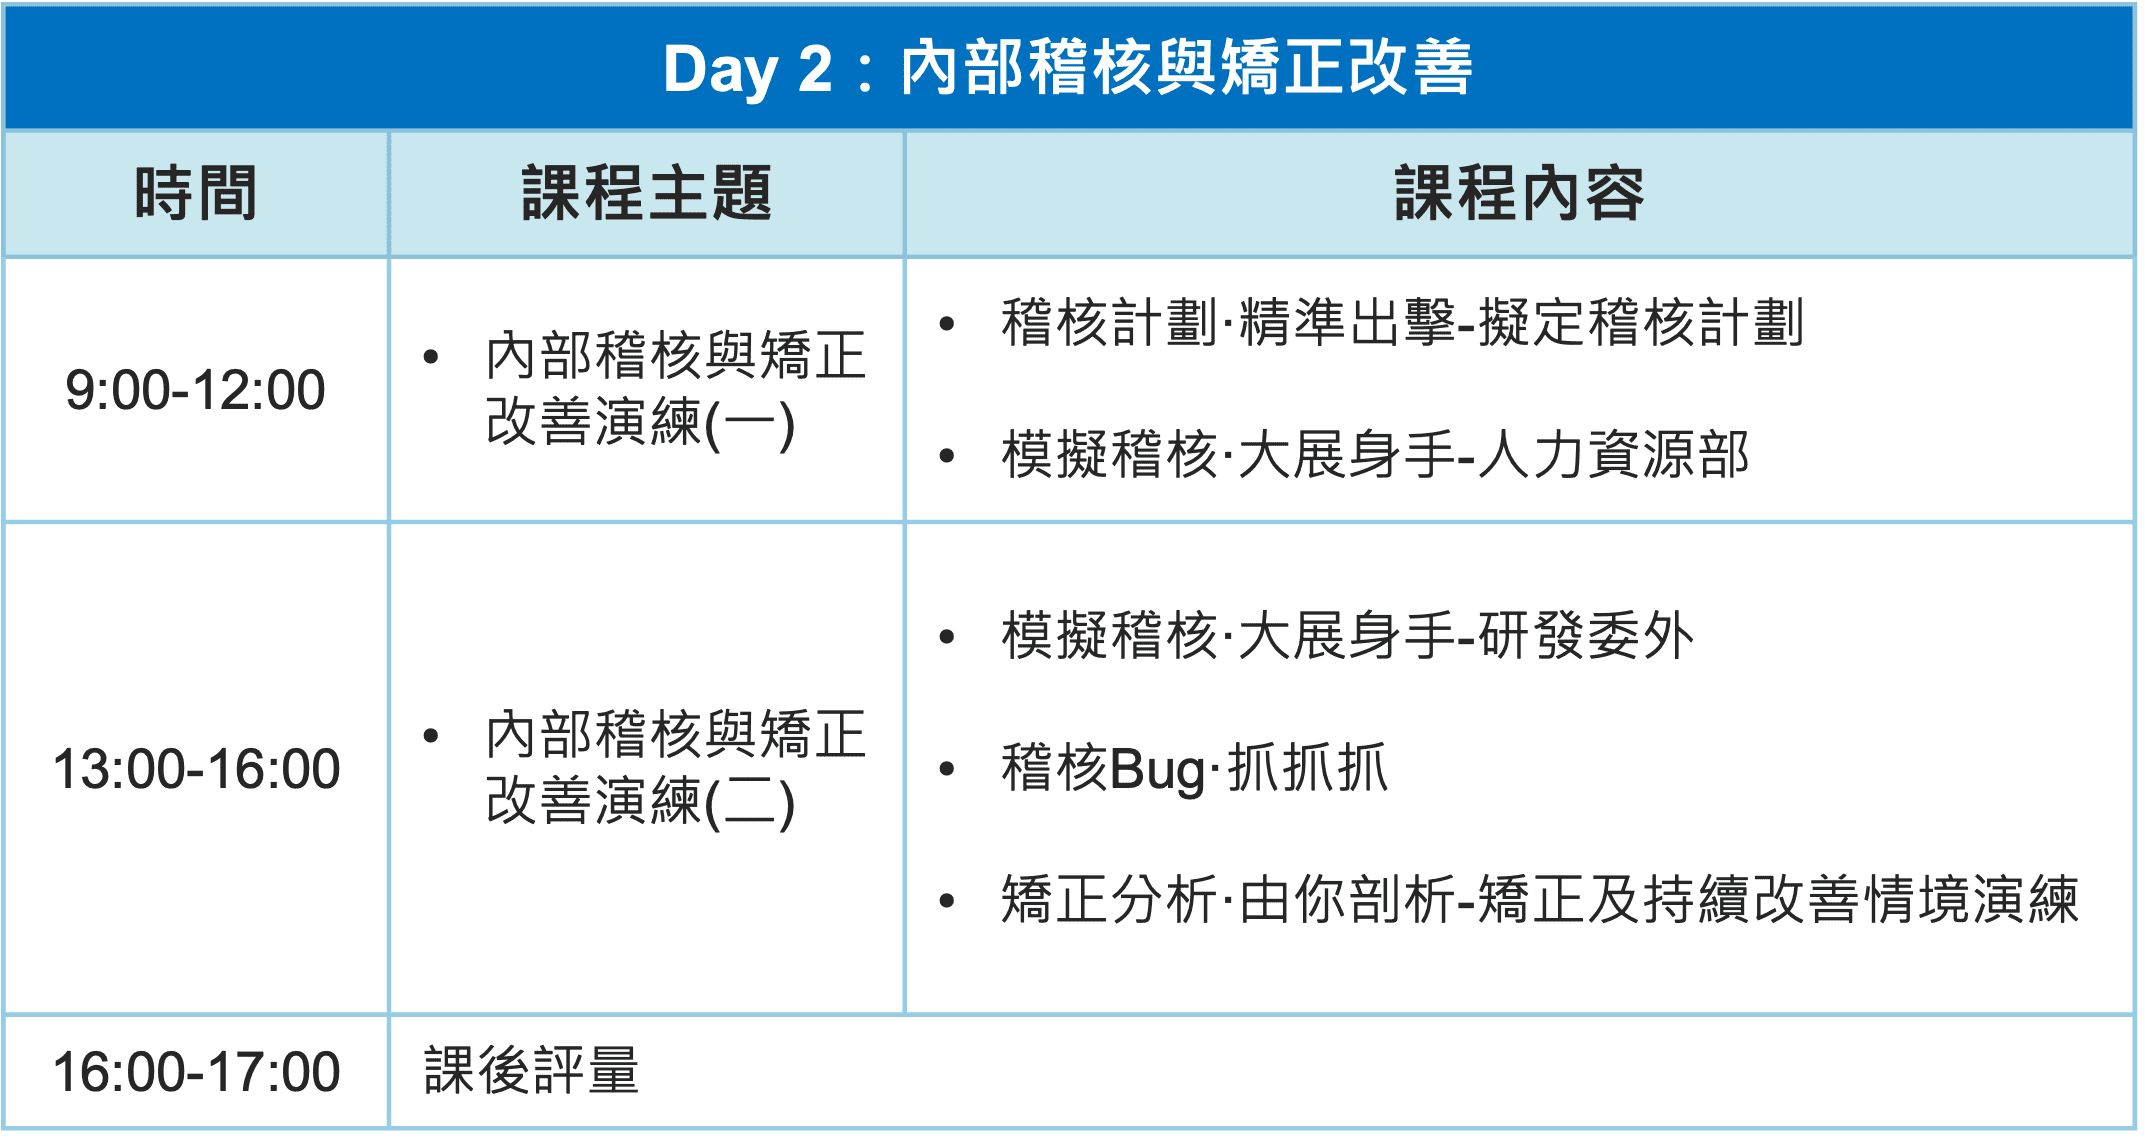 Day 2：內部稽核與矯正改善
時間
課程主題
課程內容
9:00-12:00
• 內部稽核與矯正
改善演練(一)
• 稽核計劃·精準出擊-擬定稽核計劃
• 模擬稽核·大展身手-人力資源部
13:00-16:00
• 內部稽核與矯正
改善演練(二)
• 模擬稽核·大展身手-研發委外
• 稽核Bug·抓抓抓
• 矯正分析·由你剖析-矯正及持續改善情境演練
16:00-17:00
課後評量